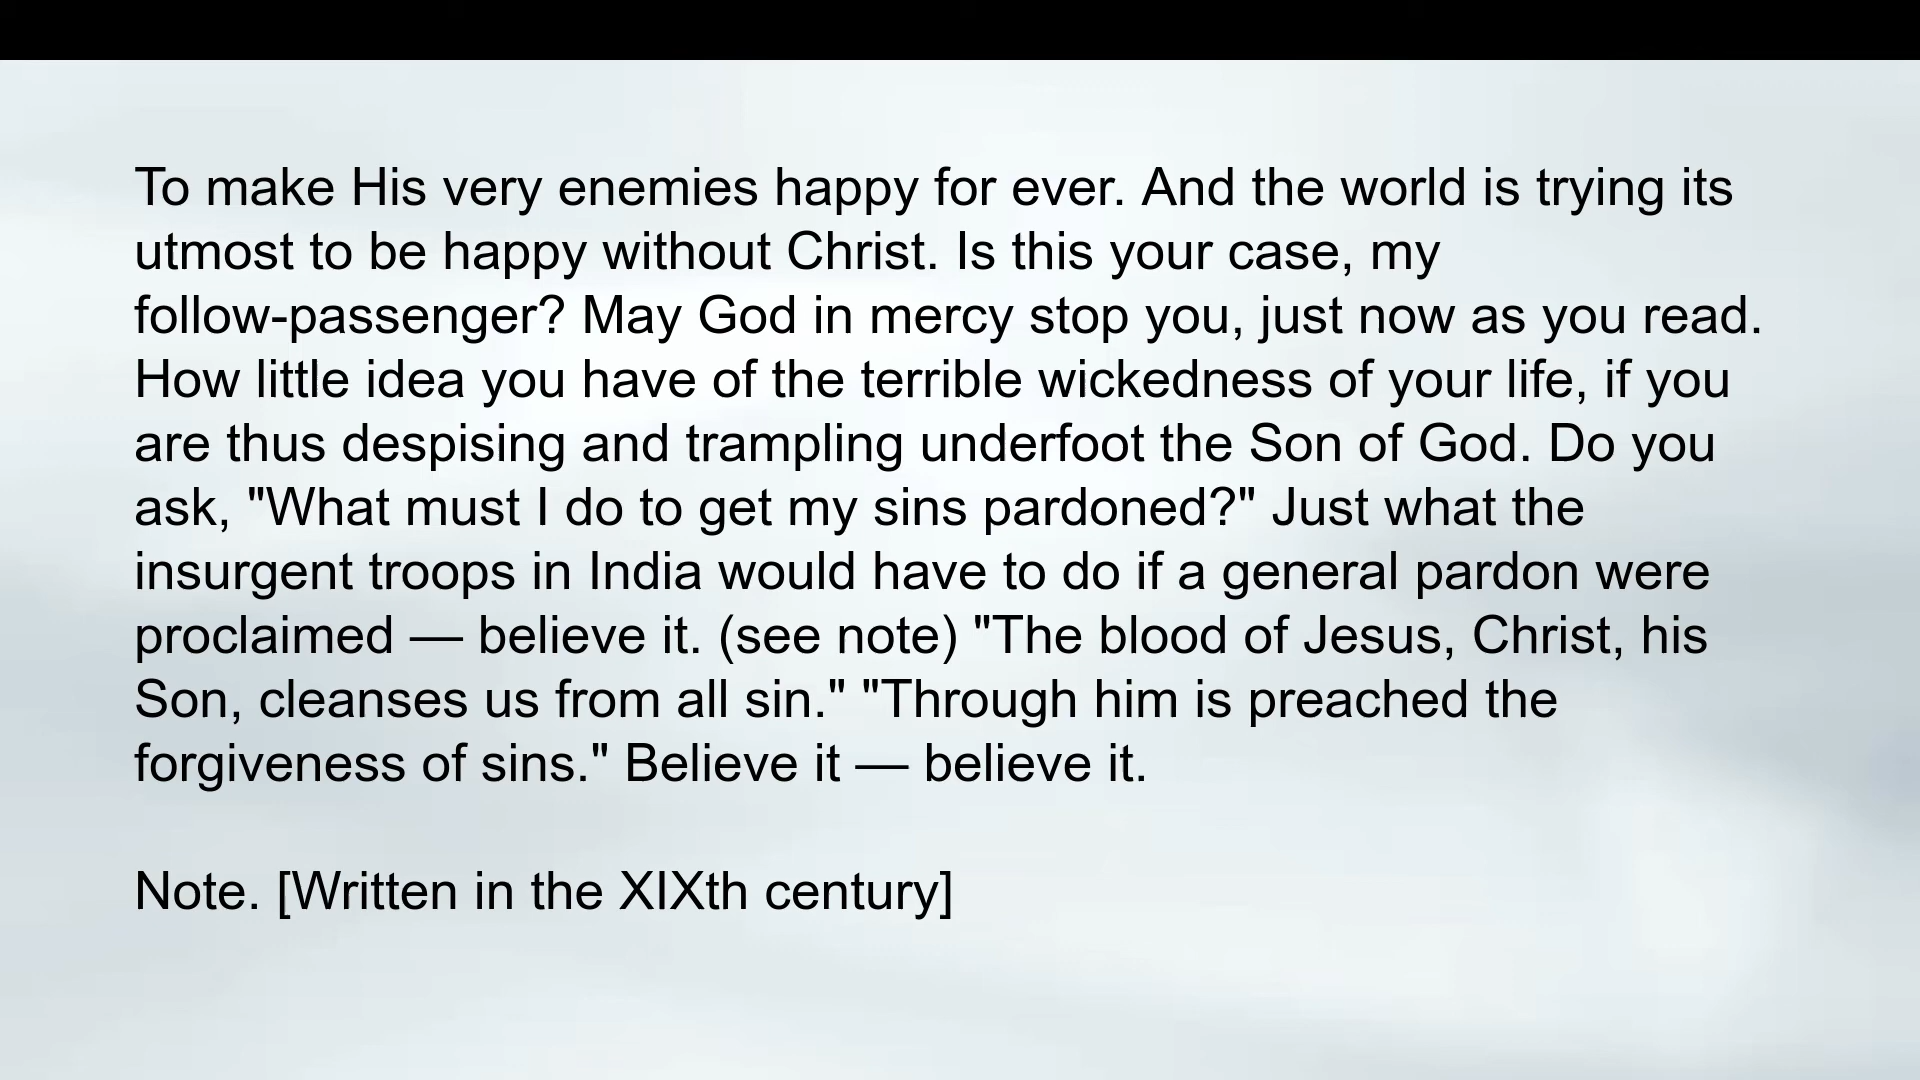 To make His very enemies happy for ever. And the world is trying its
utmost to be happy without Christ. Is this your case, my
follow-passenger? May God in mercy stop you, just now as you read.
How little idea you have of the terrible wickedness of your life, if you
are thus despising and trampling underfoot the Son of God. Do you
ask, "What must I do to get my sins pardoned?" Just what the
insurgent troops in India would have to do if a general pardon were
proclaimed — believe it. (see note) "The blood of Jesus, Christ, his
Son, cleanses us from all sin." "Through him is preached the
forgiveness of sins." Believe it — believe it.
Note. [Written in the XIXth century]